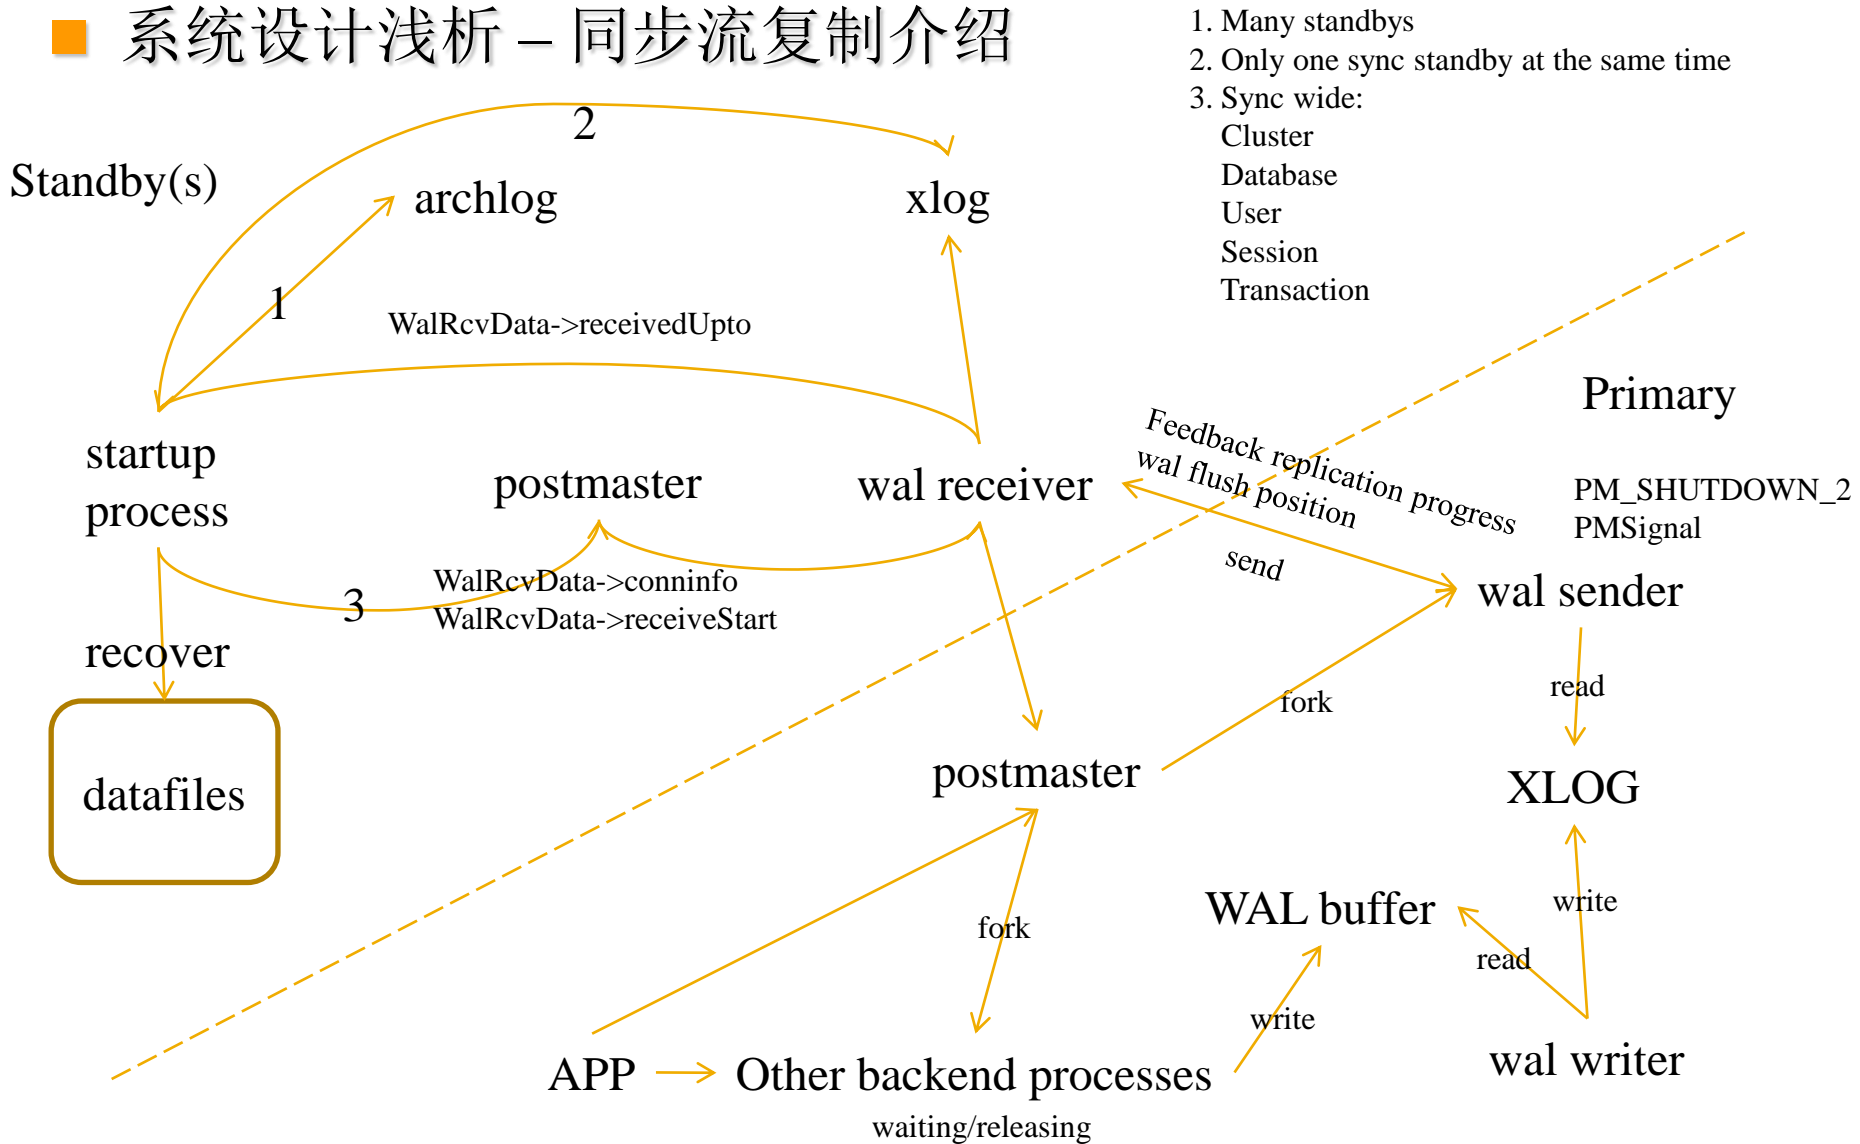 系统设计浅析 – 同步流复制介绍
1. Many standbys
2. Only one sync standby at the same time
3. Sync wide:
Cluster
Database
User
Session
Transaction
2
Standby(s)
archlog
xlog
1
WalRcvData->receivedUpto
Primary
startup
process
postmaster
wal receiver
Feedback replication progress
wal flush position
send
PM_SHUTDOWN_2
PMSignal
3
WalRcvData->conninfo
WalRcvData->receiveStart
wal sender
recover
fork
read
datafiles
postmaster
XLOG
fork
WAL buffer
write
read
write
APP
Other backend processes
wal writer
waiting/releasing